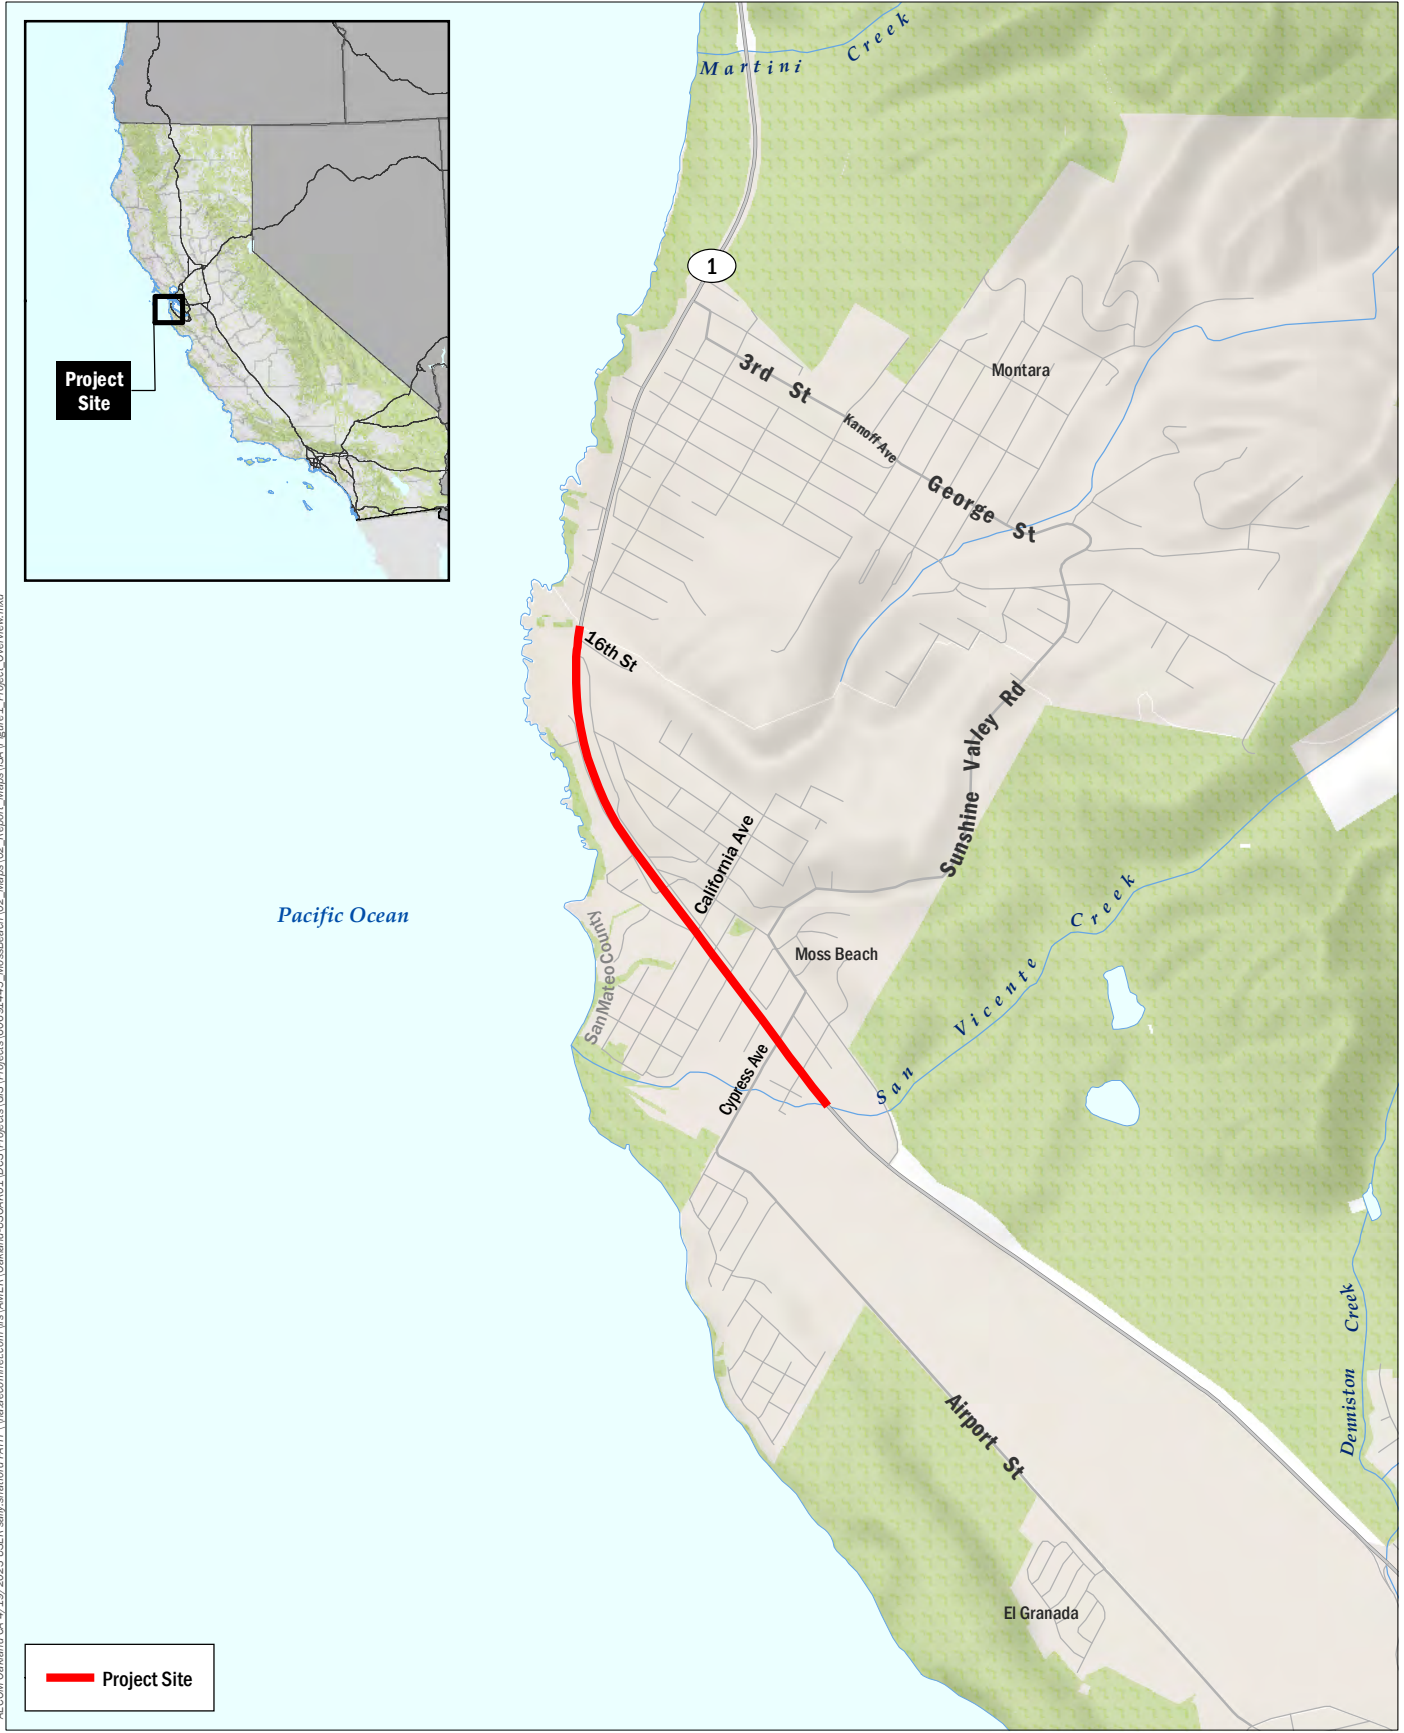 Martini Creek
1
Project
Site
3rd St
Kanoff Ave
Montara
George St
16th St
Sunshine Valley Rd
California Ave
Pacific Ocean
San Mateo County
Moss Beach
San Vicente Creek
Cypress Ave
Denniston Creek
Airport St
El Granada
Project Site